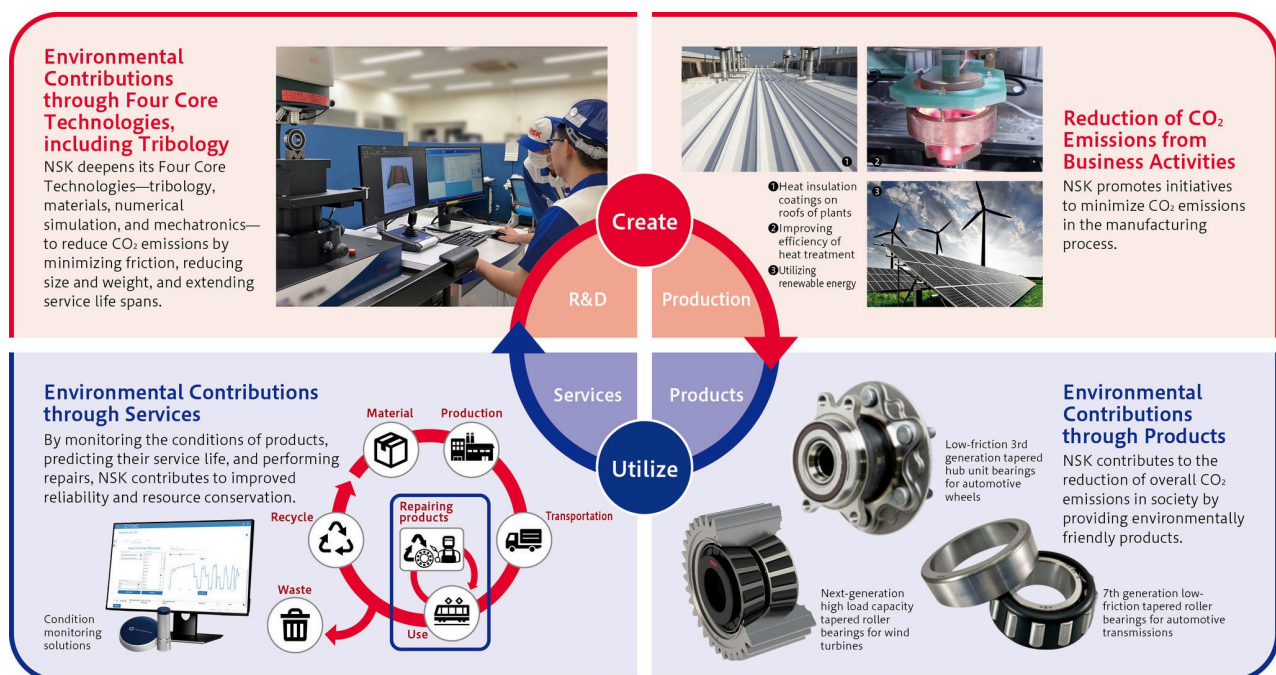 Environmental
Contributions
through Four Core
Technologies,
including Tribology
NSK deepens its Four Core
Technologies—tribology,
materials, numerical
simulation, and mechatronics—
to reduce CO₂ emissions by
minimizing friction, reducing
size and weight, and extending
service life spans.
NSK
❶
❷
❸
❶Heat insulation
coatings on
roofs of plants
❷Improving
efficiency of
heat treatment
❸Utilizing
renewable energy
Reduction of CO₂
Emissions from
Business Activities
NSK promotes initiatives
to minimize CO₂ emissions
in the manufacturing
process.
Create
R&D
Production
Services
Products
Utilize
Environmental Contributions
through Services
By monitoring the conditions of products,
predicting their service life, and performing
repairs, NSK contributes to improved
reliability and resource conservation.
Material
Production
Recycle
Repairing
products
Transportation
Waste
Use
Condition
monitoring
solutions
Low-friction 3rd
generation tapered
hub unit bearings
for automotive
wheels
Next-generation
high load capacity
tapered roller
bearings for wind
turbines
7th generation low-
friction tapered roller
bearings for automotive
transmissions
Environmental
Contributions
through Products
NSK contributes to the
reduction of overall CO₂
emissions in society by
providing environmentally
friendly products.